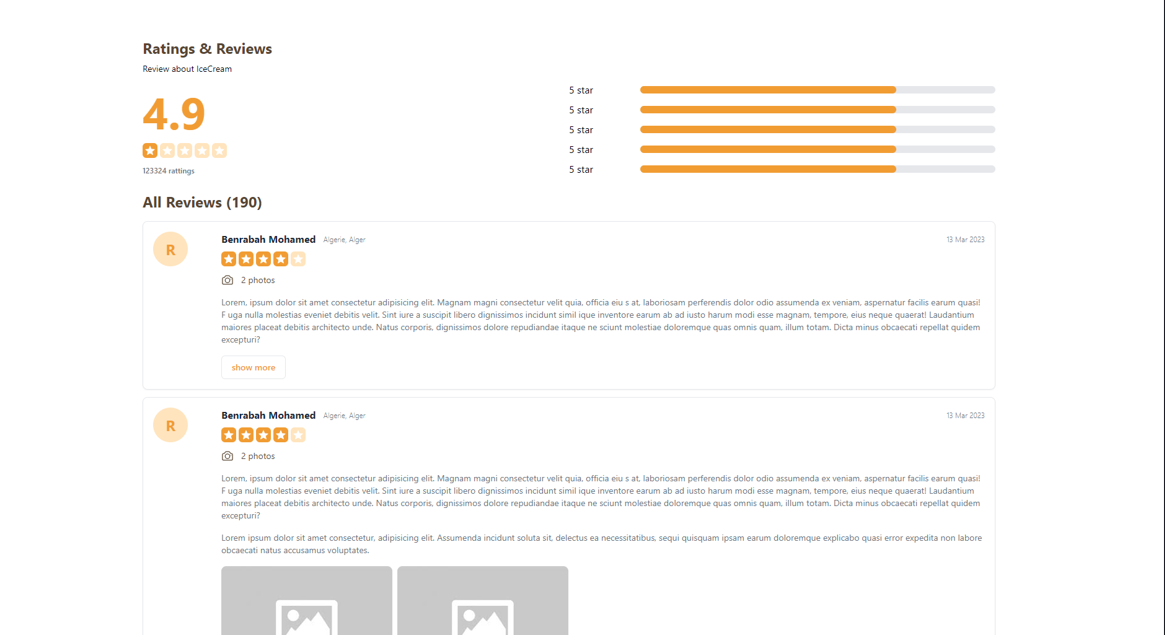 Ratings & Reviews
Review about IceCream
4.9
123324 rattings
5 star
5 star
5 star
5 star
5 star
All Reviews (190)
R
Benrabah Mohamed Algerie, Alger
13 Mar 2023
2 photos
Lorem, ipsum dolor sit amet consectetur adipisicing elit. Magnam magni consectetur velit quia, officia eiu s at, laboriosam perferendis dolor odio assumenda ex veniam, aspernatur facilis earum quasi!
F uga nulla molestias eveniet debitis velit. Sint iure a suscipit libero dignissimos incidunt simil ique inventore earum ab ad iusto harum modi esse magnam, tempore, eius neque quaerat! Laudantium
maiores placeat debitis architecto unde. Natus corporis, dignissimos dolore repudiandae itaque ne sciunt molestiae doloremque quas omnis quam, illum totam. Dicta minus obcaecati repellat quidem
excepturi?
show more
R
Benrabah Mohamed Algerie, Alger
13 Mar 2023
2 photos
Lorem, ipsum dolor sit amet consectetur adipisicing elit. Magnam magni consectetur velit quia, officia eiu s at, laboriosam perferendis dolor odio assumenda ex veniam, aspernatur facilis earum quasi!
F uga nulla molestias eveniet debitis velit. Sint iure a suscipit libero dignissimos incidunt simil ique inventore earum ab ad iusto harum modi esse magnam, tempore, eius neque quaerat! Laudantium
maiores placeat debitis architecto unde. Natus corporis, dignissimos dolore repudiandae itaque ne sciunt molestiae doloremque quas omnis quam, illum totam. Dicta minus obcaecati repellat quidem
excepturi?
Lorem ipsum dolor sit amet consectetur, adipisicing elit. Assumenda incidunt soluta sit, delectus ea necessitatibus, sequi quisquam ipsam earum doloremque explicabo quasi error expedita non labore
obcaecati natus accusamus voluptates.